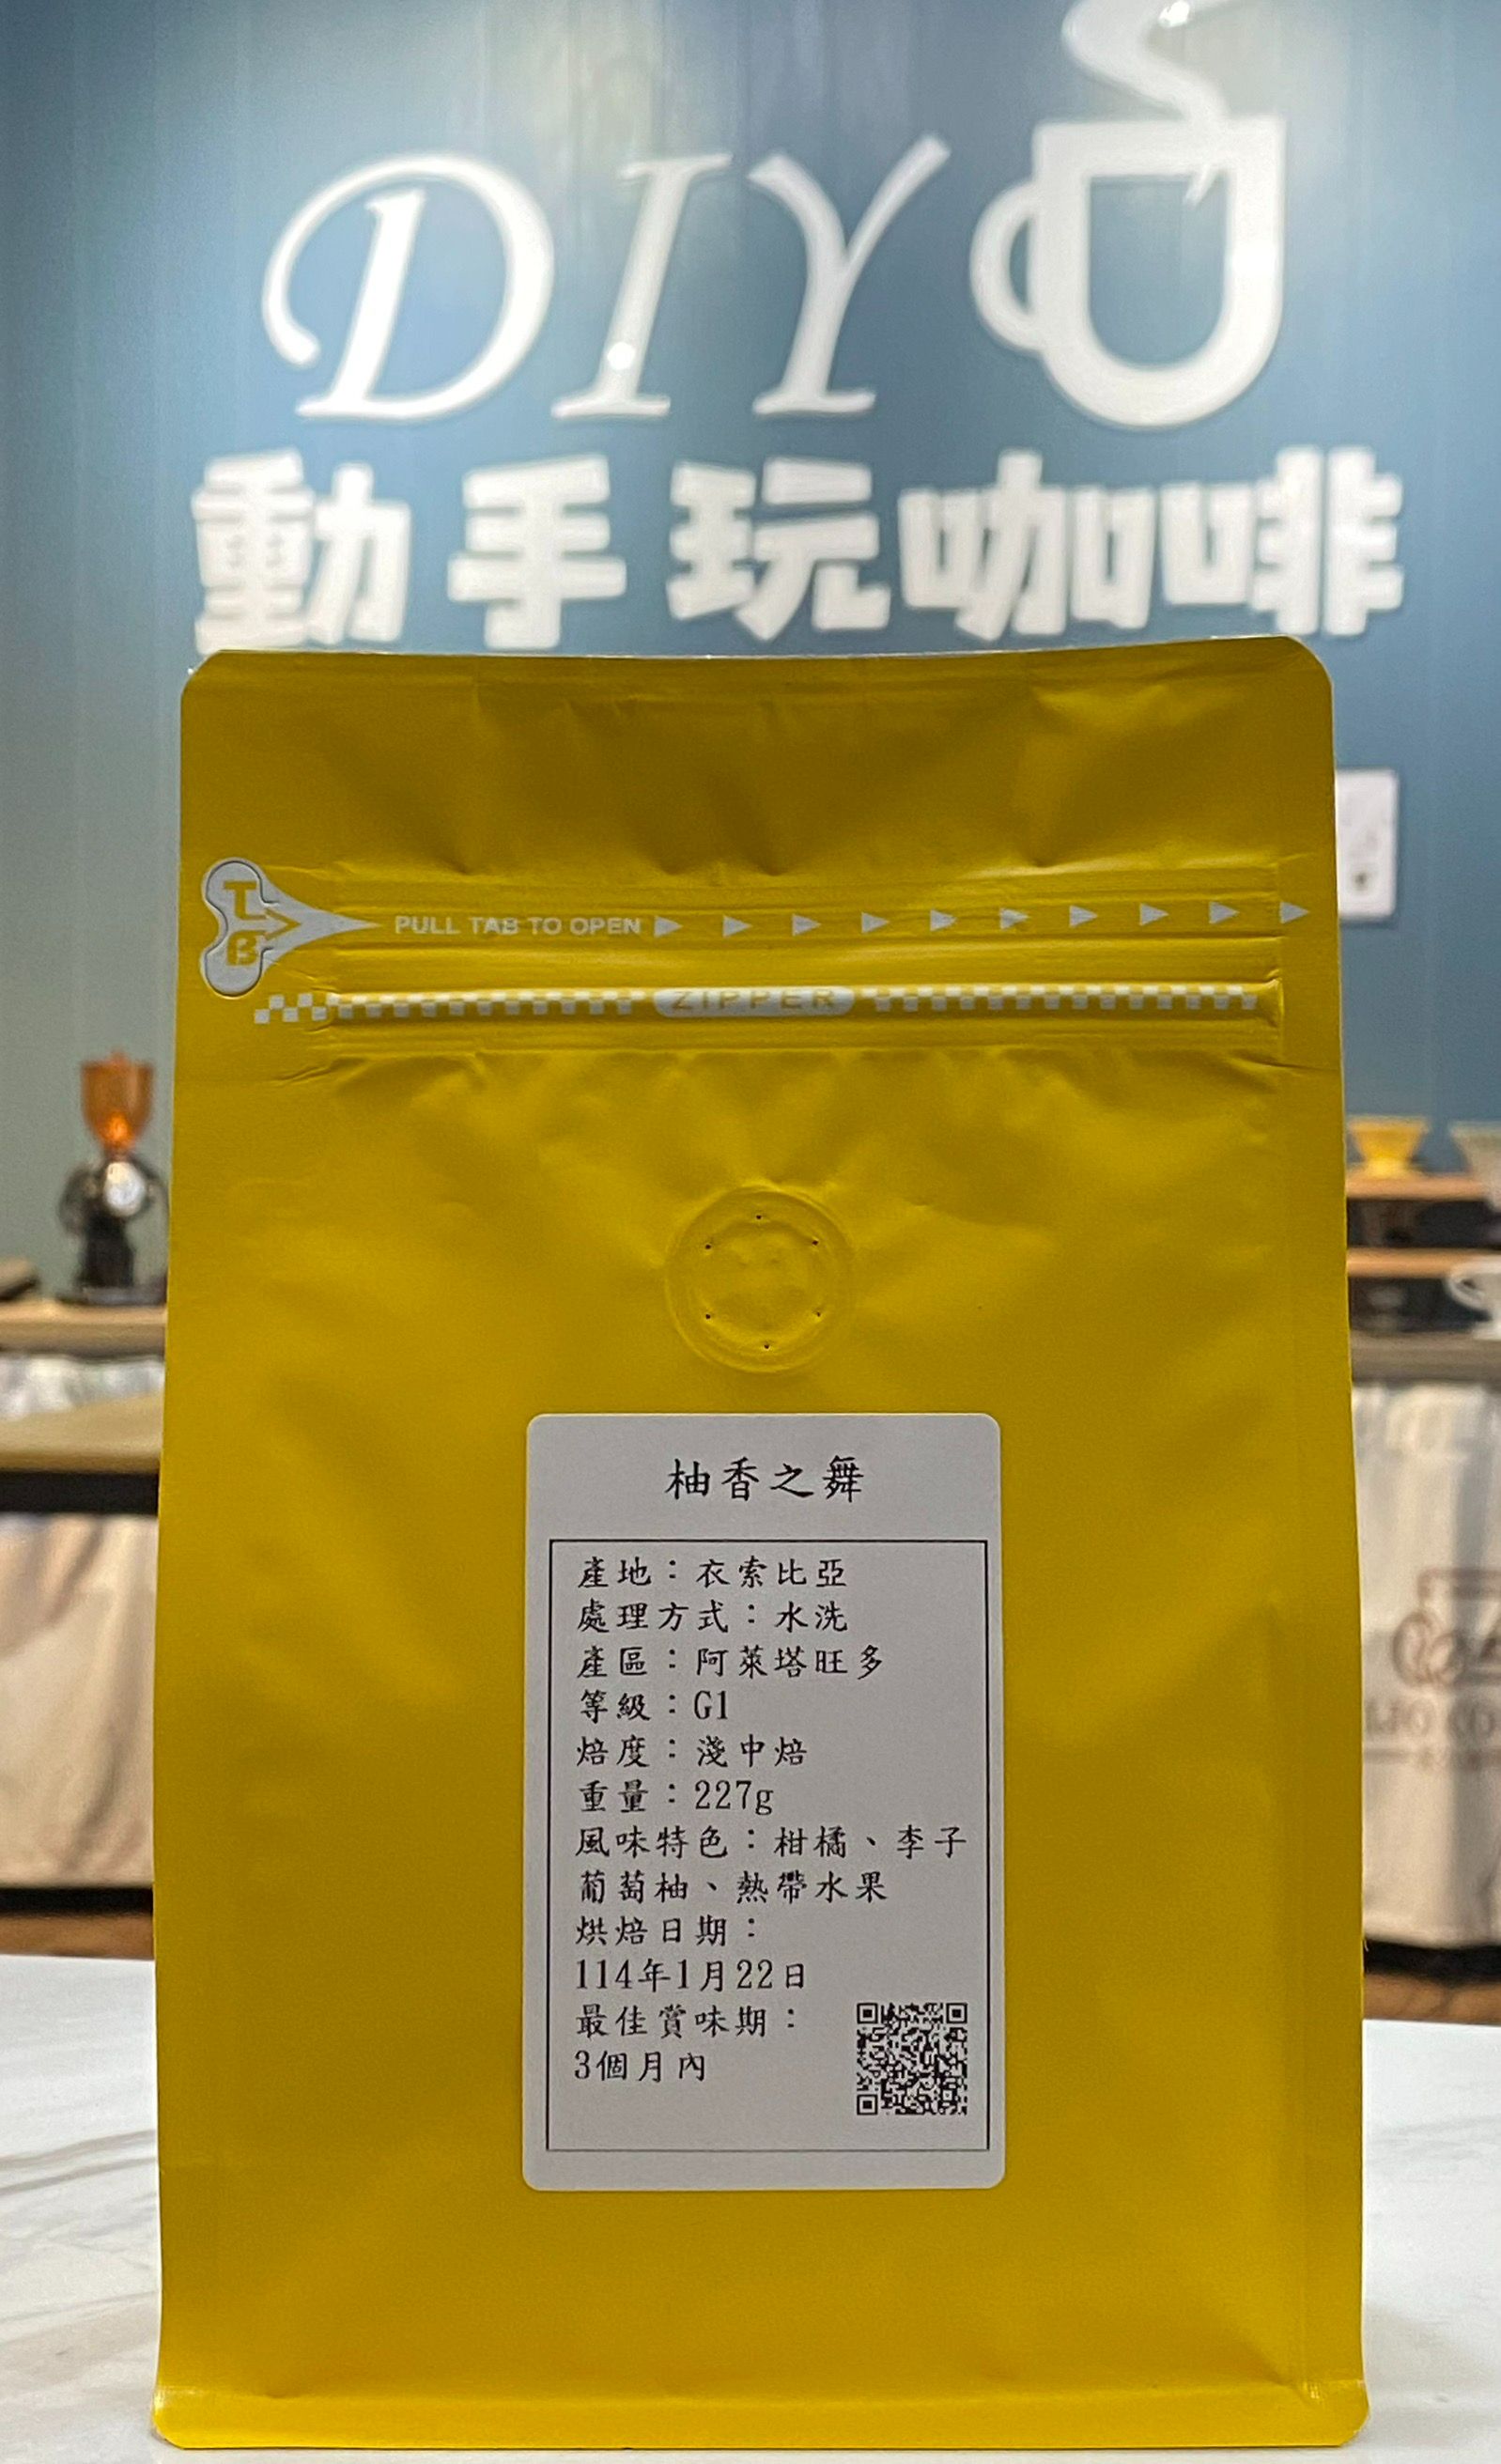 DIY
動手玩咖啡
TEAR
PULL TAB TO OPEN
ZIPPER
柚香之舞
產地：衣索比亞
處理方式：水洗
產區：阿萊塔旺多
等級：G1
焙度：淺中焙
重量：227g
風味特色：柑橘、李子
葡萄柚、熱帶水果
烘焙日期：
114年1月22日
最佳賞味期：
3個月內